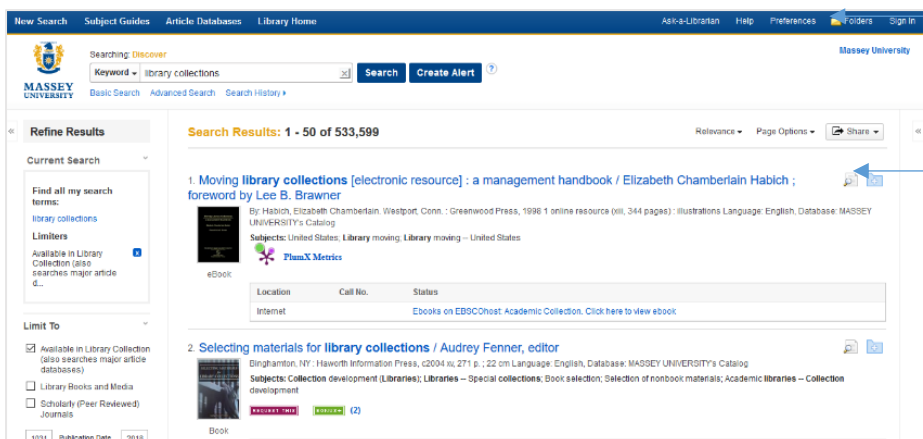 New Search Subject Guides Article Databases Library Home Ask-a-Librarian Help Preferences Folders Sign In
Searching: Discover
Massey University
Keyword library collections Search Create Alert ?
MASSEY
UNIVERSITY
Basic Search Advanced Search Search History
Refine Results
Search Results: 1 - 50 of 533,599
Relevance Page Options Share
Current Search
Find all my search
terms:
library collections
Limiters
Available in Library
Collection (also
searches major article
d...
Limit To
Available in Library Collection
(also searches major article
databases)
Library Books and Media
Scholarly (Peer Reviewed)
Journals
1031 Publication Date 2018
1. Moving library collections [electronic resource] : a management handbook / Elizabeth Chamberlain Habich ;
foreword by Lee B. Brawner
By: Habich, Elizabeth Chamberlain. Westport, Conn. : Greenwood Press, 1998 1 online resource (xiii, 344 pages) : illustrations Language: English, Database: MASSEY
UNIVERSITY's Catalog
Subjects: United States; Library moving; Library moving -- United States
PlumX Metrics
eBook
Location Call No. Status
Internet Ebooks on EBSCOhost: Academic Collection. Click here to view ebook
2. Selecting materials for library collections / Audrey Fenner, editor
Binghamton, NY : Haworth Information Press, c2004 xi, 271 p. ; 22 cm Language: English, Database: MASSEY UNIVERSITY's Catalog
Subjects: Collection development (Libraries); Libraries -- Special collections; Book selection; Selection of nonbook materials; Academic libraries -- Collection
development
REQUEST THIS (2)
Book